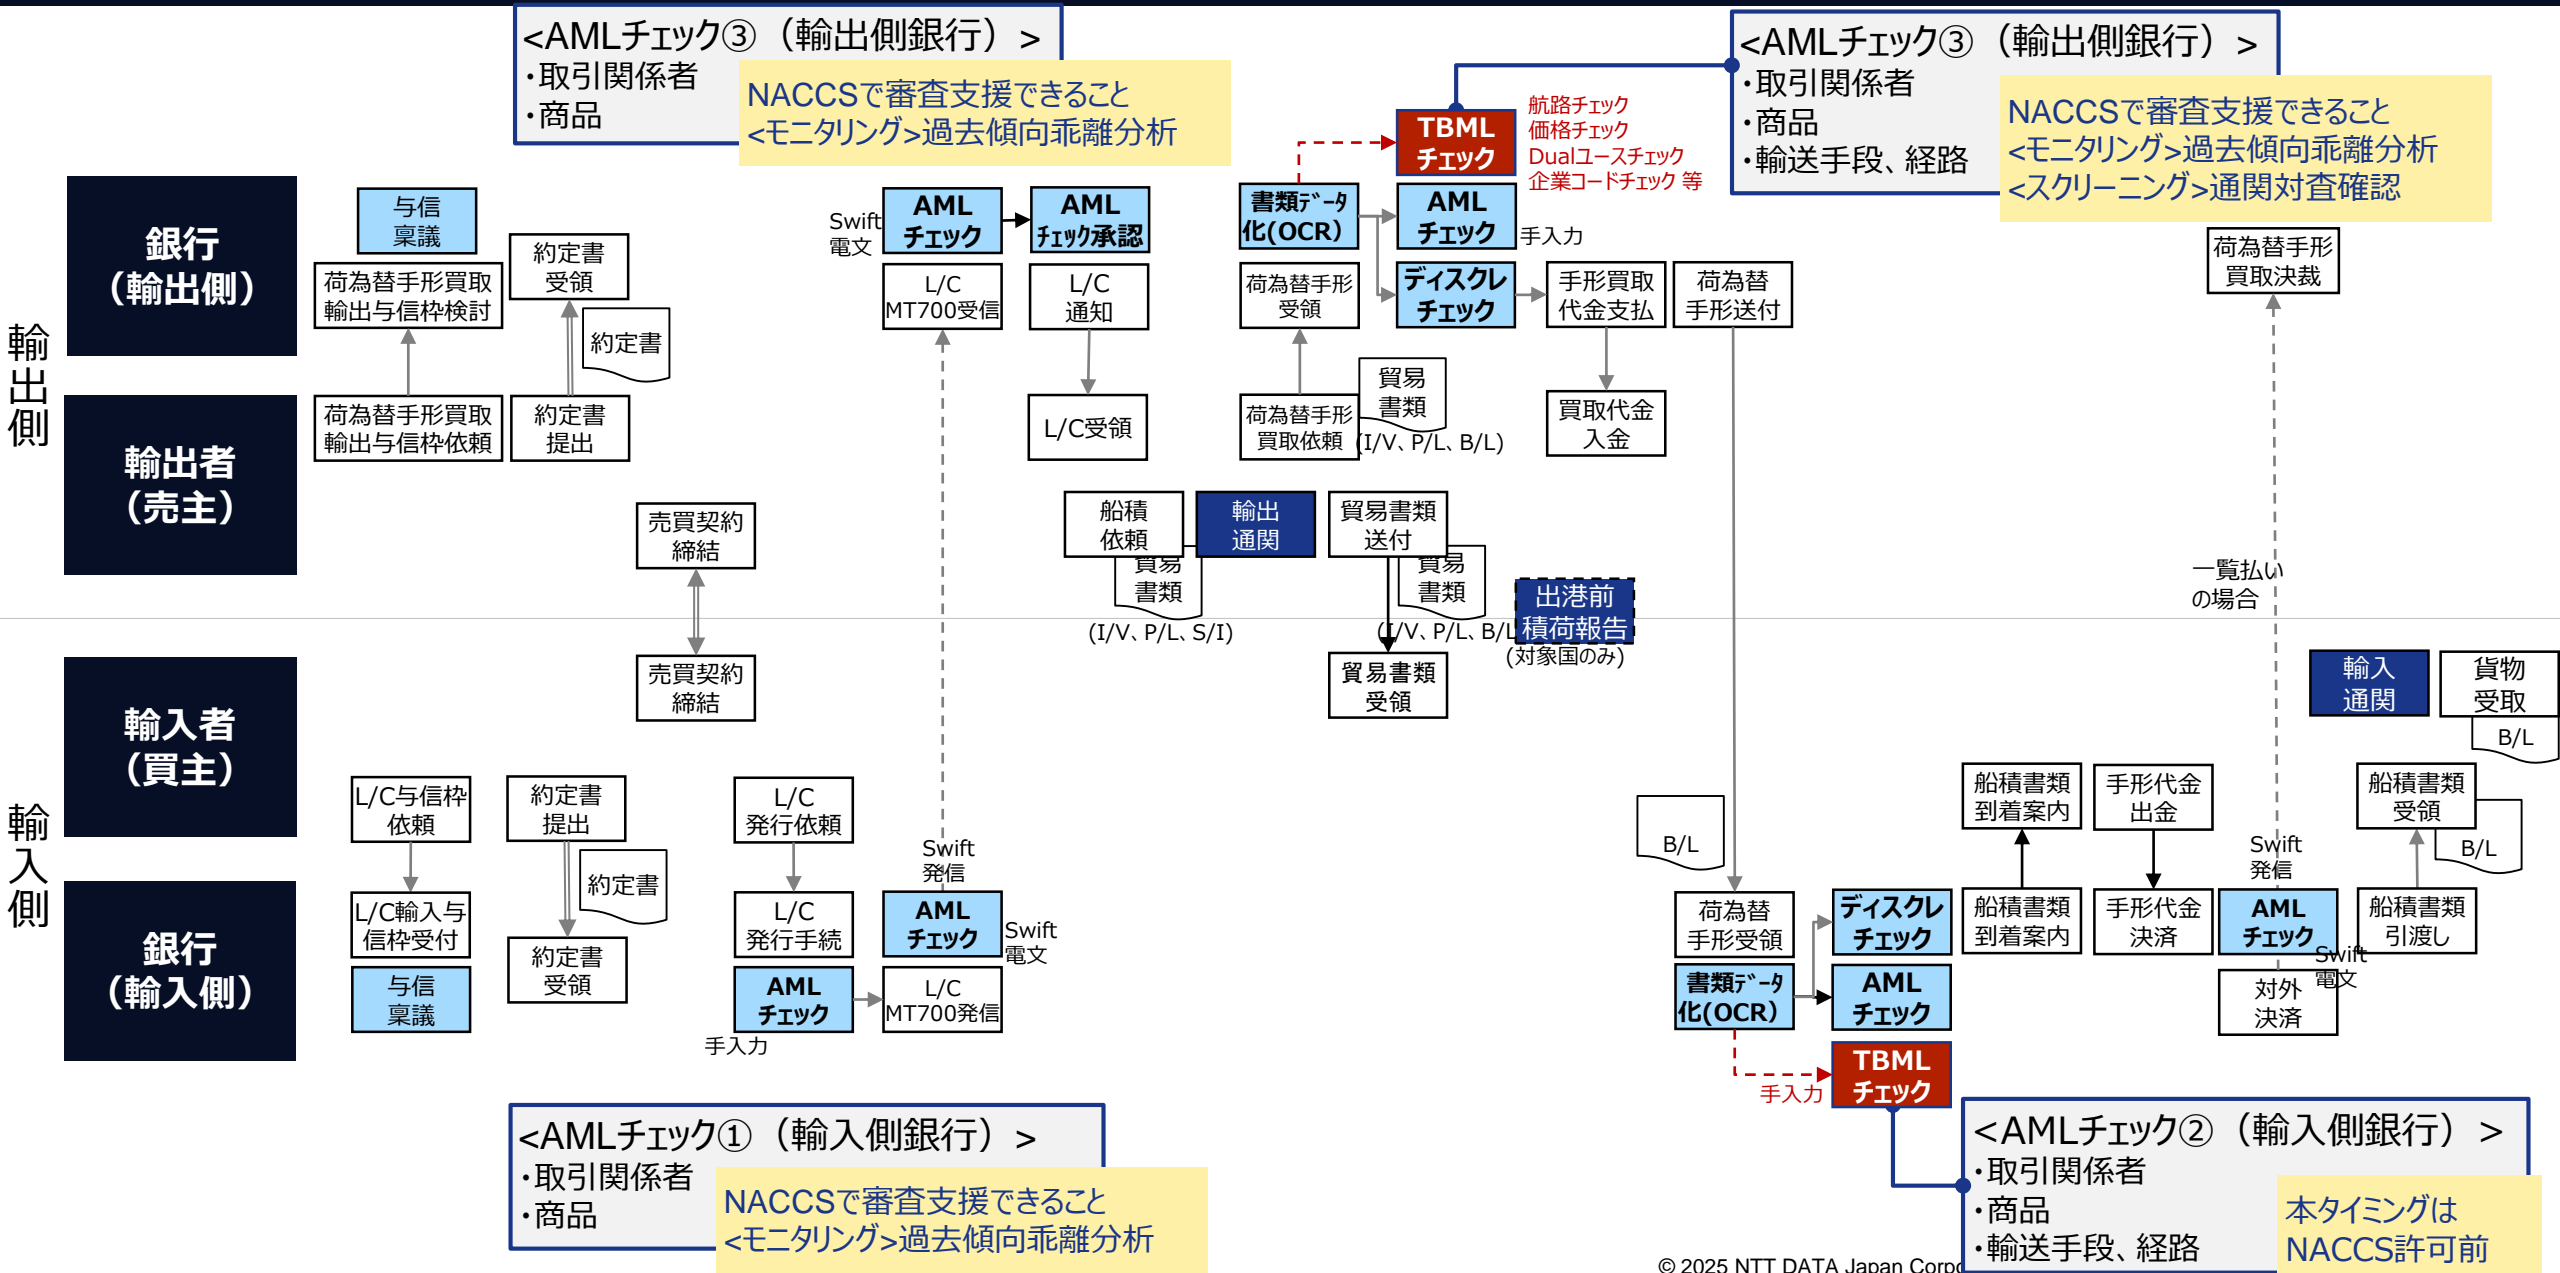 <AMLチェック③（輸出側銀行）>
・取引関係者
・商品
NACCSで審査支援できること
<モニタリング>過去傾向乖離分析
<AMLチェック③（輸出側銀行）>
・取引関係者
・商品
・輸送手段、経路
NACCSで審査支援できること
<モニタリング>過去傾向乖離分析
<スクリーニング>通関対査確認
TBML
チェック
航路チェック
価格チェック
Dualユースチェック
企業コードチェック 等
輸出側
銀行
（輸出側）
与信
稟議
荷為替手形買取
輸出与信枠検討
約定書
受領
約定書
Swift
電文
AML
チェック
AML
チェック承認
L/C
MT700受信
L/C
通知
書類データ
化(OCR)
AML
チェック
手入力
荷為替手形
受領
ディスクレ
チェック
手形買取
代金支払
荷為替
手形送付
荷為替手形
買取決裁
輸出者
（売主）
荷為替手形買取
輸出与信枠依頼
約定書
提出
L/C受領
荷為替手形
買取依頼
貿易
書類
(I/V、P/L、B/L)
買取代金
入金
売買契約
締結
船積
依頼
貿易
書類
(I/V、P/L、S/I)
輸出
通関
貿易書類
送付
貿易
書類
(I/V、P/L、B/L
出港前
積荷報告
(対象国のみ)
一覧払い
の場合
輸入側
輸入者
（買主）
売買契約
締結
貿易書類
受領
輸入
通関
貨物
受取
B/L
L/C与信枠
依頼
約定書
提出
約定書
L/C
発行依頼
Swift
発信
B/L
船積書類
到着案内
手形代金
出金
Swift
発信
船積書類
受領
B/L
銀行
（輸入側）
L/C輸入与
信枠受付
与信
稟議
約定書
受領
L/C
発行手続
AML
チェック
手入力
AML
チェック
Swift
電文
L/C
MT700発信
荷為替
手形受領
書類データ
化(OCR)
ディスクレ
チェック
AML
チェック
手入力
TBML
チェック
船積書類
到着案内
手形代金
決済
AML
チェック
Swift
電文
対外
決済
船積書類
引渡し
<AMLチェック①（輸入側銀行）>
・取引関係者
・商品
NACCSで審査支援できること
<モニタリング>過去傾向乖離分析
<AMLチェック②（輸入側銀行）>
・取引関係者
・商品
・輸送手段、経路
本タイミングは
NACCS許可前
© 2025 NTT DATA Japan Corpo